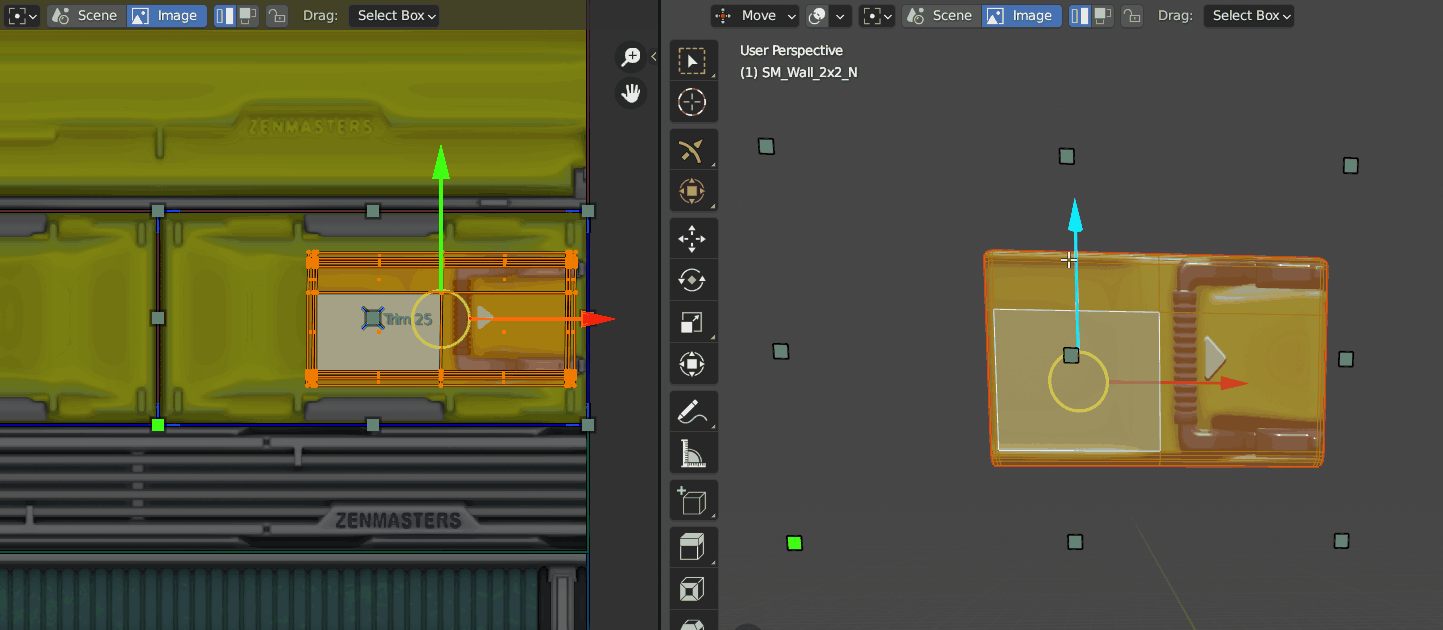 Scene
Image
Drag:
Select Box
Move
Scene
Image
Drag:
Select Box
User Perspective
(1) SM_Wall_2x2_N
ZENMASTERS
Trim 25
ZENMASTERS